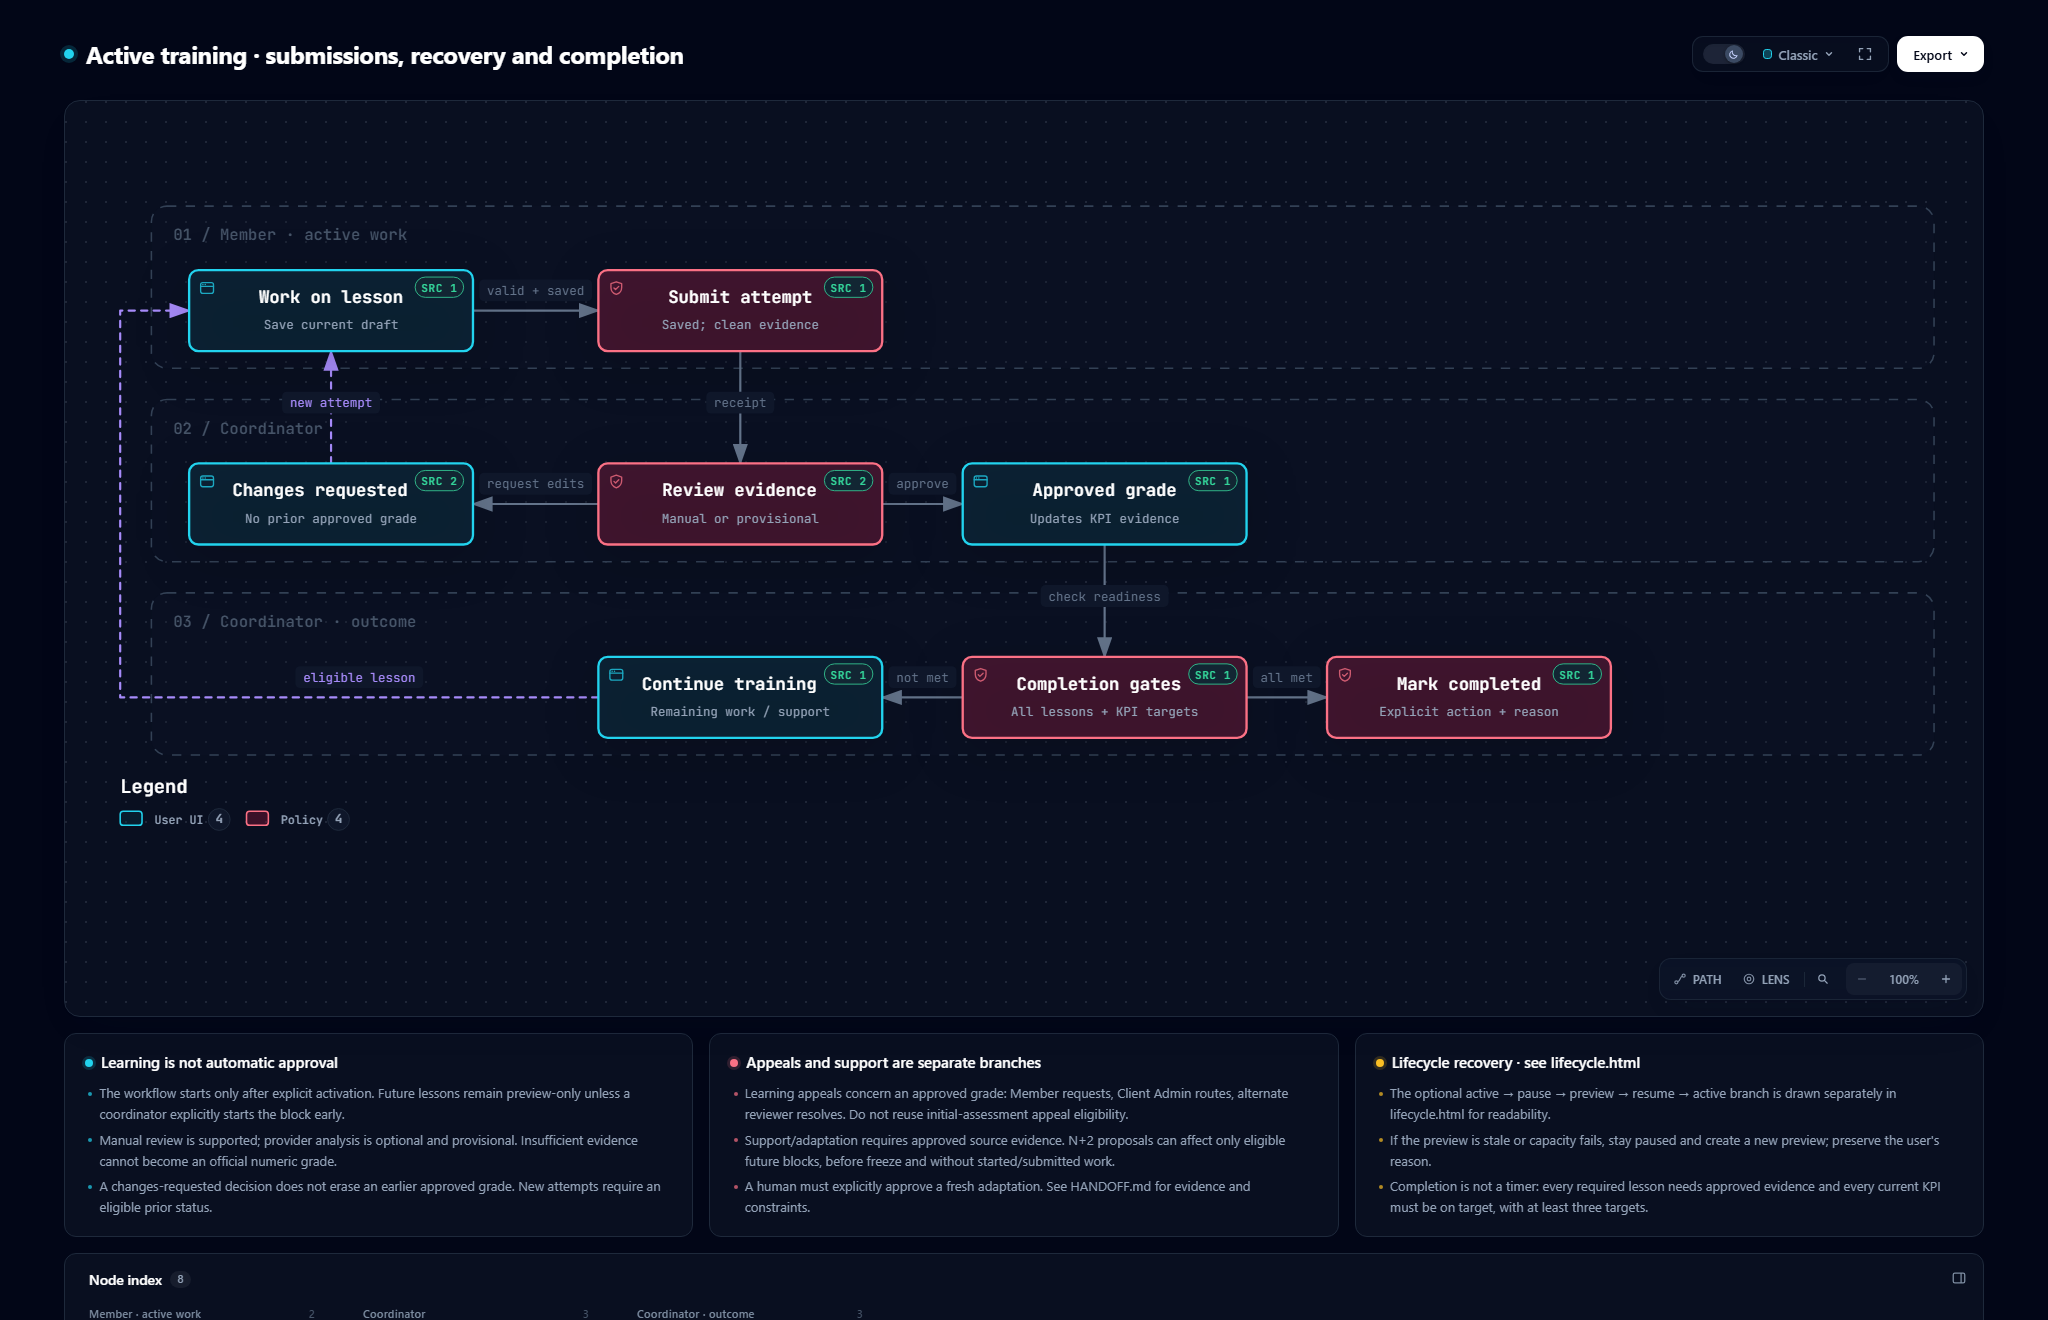 Active training · submissions, recovery and completion
Classic
Export
01 / Member · active work
Work on lesson
SRC 1
Save current draft
valid + saved
Submit attempt
SRC 1
Saved; clean evidence
new attempt
receipt
02 / Coordinator
Changes requested
SRC 2
No prior approved grade
request edits
Review evidence
SRC 2
Manual or provisional
approve
Approved grade
SRC 1
Updates KPI evidence
check readiness
03 / Coordinator · outcome
eligible lesson
Continue training
SRC 1
Remaining work / support
not met
Completion gates
SRC 1
All lessons + KPI targets
all met
Mark completed
SRC 1
Explicit action + reason
Legend
User UI 4
Policy 4
PATH
LENS
100%
Learning is not automatic approval
• The workflow starts only after explicit activation. Future lessons remain preview-only unless a
coordinator explicitly starts the block early.
• Manual review is supported; provider analysis is optional and provisional. Insufficient evidence
cannot become an official numeric grade.
• A changes-requested decision does not erase an earlier approved grade. New attempts require an
eligible prior status.
Appeals and support are separate branches
• Learning appeals concern an approved grade: Member requests, Client Admin routes, alternate
reviewer resolves. Do not reuse initial-assessment appeal eligibility.
• Support/adaptation requires approved source evidence. N+2 proposals can affect only eligible
future blocks, before freeze and without started/submitted work.
• A human must explicitly approve a fresh adaptation. See HANDOFF.md for evidence and
constraints.
Lifecycle recovery · see lifecycle.html
• The optional active → pause → preview → resume → active branch is drawn separately in
lifecycle.html for readability.
• If the preview is stale or capacity fails, stay paused and create a new preview; preserve the user's
reason.
• Completion is not a timer: every required lesson needs approved evidence and every current KPI
must be on target, with at least three targets.
Node index 8
Member · active work 2
Coordinator 3
Coordinator · outcome 3